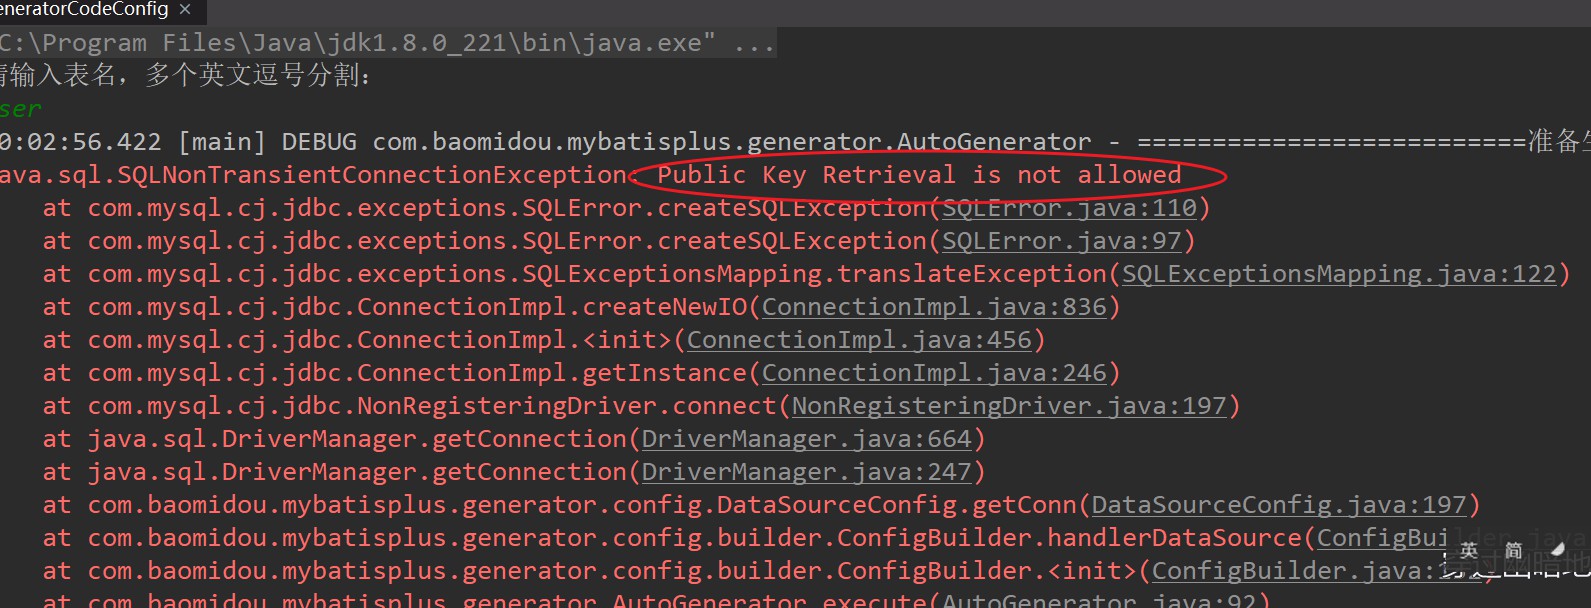 eneratorCodeConfig ×
C:\Program Files\Java\jdk1.8.0_221\bin\java.exe" ...
请输入表名，多个英文逗号分割：
ser
0:02:56.422 [main] DEBUG com.baomidou.mybatisplus.generator.AutoGenerator - ==========================准备生
ava.sql.SQLNonTransientConnectionException: Public Key Retrieval is not allowed
at com.mysql.cj.jdbc.exceptions.SQLError.createSQLException(SQLError.java:110)
at com.mysql.cj.jdbc.exceptions.SQLError.createSQLException(SQLError.java:97)
at com.mysql.cj.jdbc.exceptions.SQLExceptionsMapping.translateException(SQLExceptionsMapping.java:122)
at com.mysql.cj.jdbc.ConnectionImpl.createNewIO(ConnectionImpl.java:836)
at com.mysql.cj.jdbc.ConnectionImpl.<init>(ConnectionImpl.java:456)
at com.mysql.cj.jdbc.ConnectionImpl.getInstance(ConnectionImpl.java:246)
at com.mysql.cj.jdbc.NonRegisteringDriver.connect(NonRegisteringDriver.java:197)
at java.sql.DriverManager.getConnection(DriverManager.java:664)
at java.sql.DriverManager.getConnection(DriverManager.java:247)
at com.baomidou.mybatisplus.generator.config.DataSourceConfig.getConn(DataSourceConfig.java:197)
at com.baomidou.mybatisplus.generator.config.builder.ConfigBuilder.handlerDataSource(ConfigBuilder.java
英 简
at com.baomidou.mybatisplus.generator.config.builder.ConfigBuilder.<init>(ConfigBuilder.java:
穿过幽暗地
at com.baomidou.mybatisplus.generator.AutoGenerator.execute(AutoGenerator.java:92)